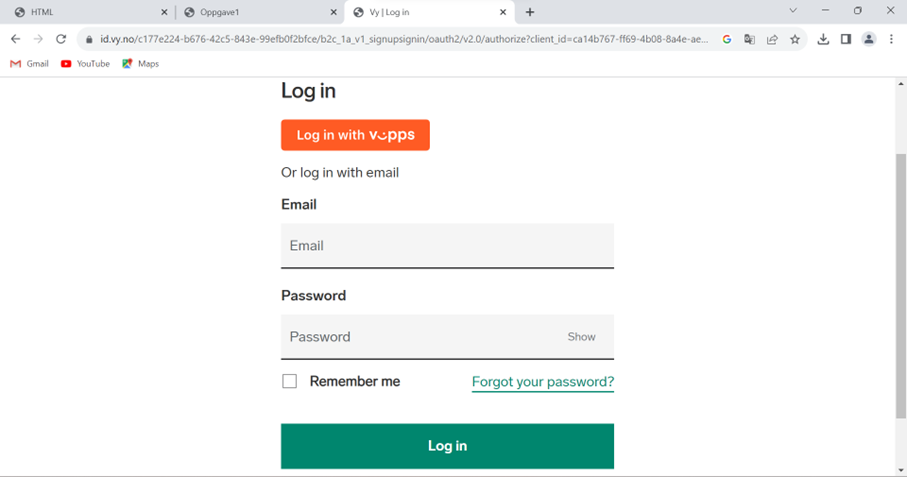 HTML
Oppgave1
Vy | Log in
id.vy.no/c177e224-b676-42c5-843e-99efb0f2bfce/b2c_1a_v1_signupsignin/oauth2/v2.0/authorize?client_id=ca14b767-ff69-4b08-8a4e-ae...
Gmail
YouTube
Maps
Log in
Log in with vipps
Or log in with email
Email
Email
Password
Password Show
Remember me Forgot your password?
Log in